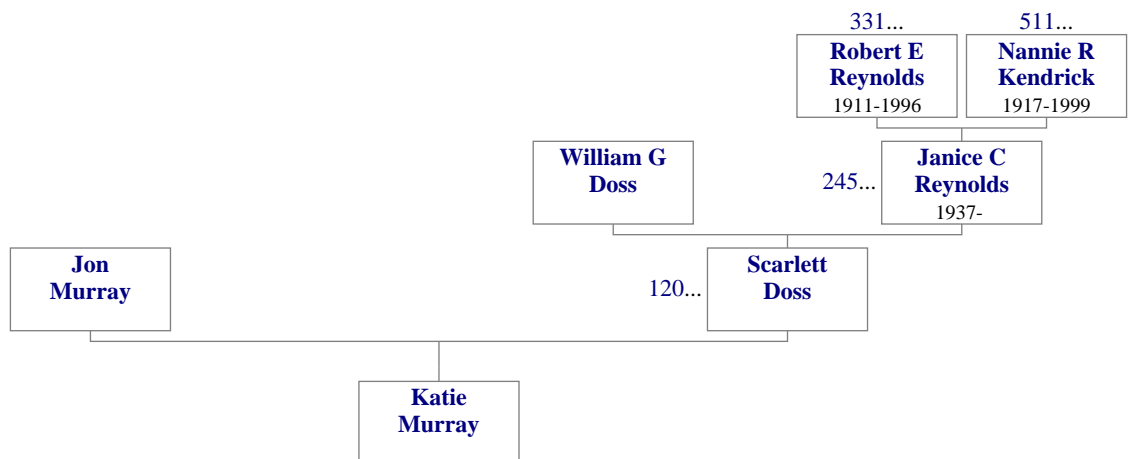 331...
511...
Robert E
Reynolds
1911-1996
Nannie R
Kendrick
1917-1999
William G
Doss
245...
Janice C
Reynolds
1937-
Jon
Murray
120...
Scarlett
Doss
Katie
Murray